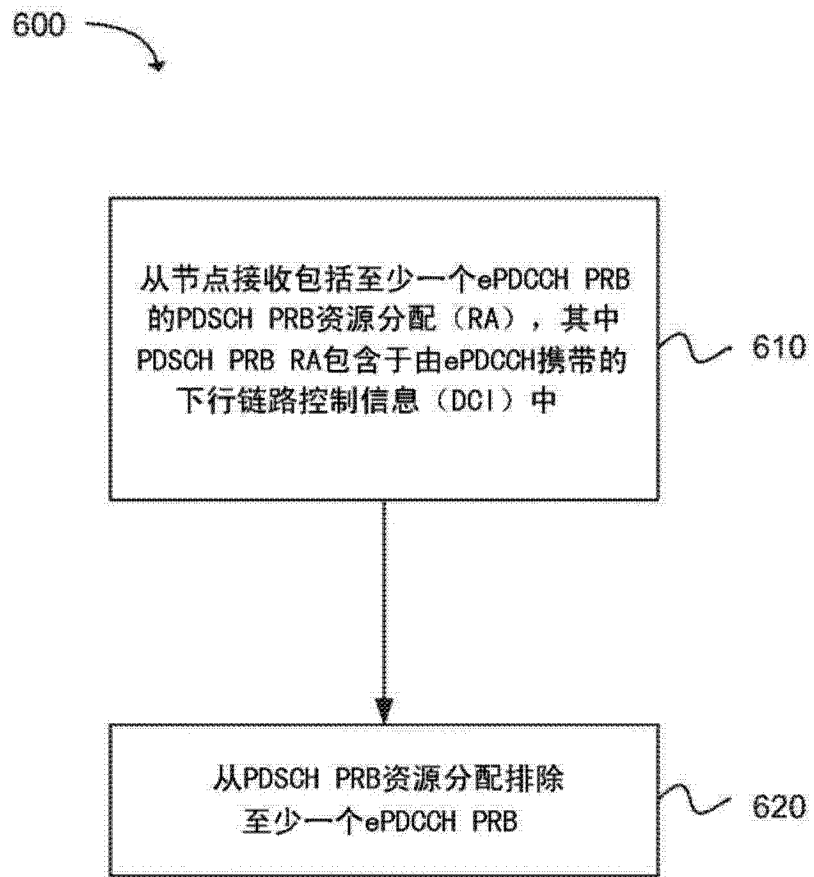 600
从节点接收包括至少一个ePDCCH PRB
的PDSCH PRB资源分配（RA），其中
PDSCH PRB RA包含于由ePDCCH携带的
下行链路控制信息（DCI）中
610
从PDSCH PRB资源分配排除
至少一个ePDCCH PRB
620